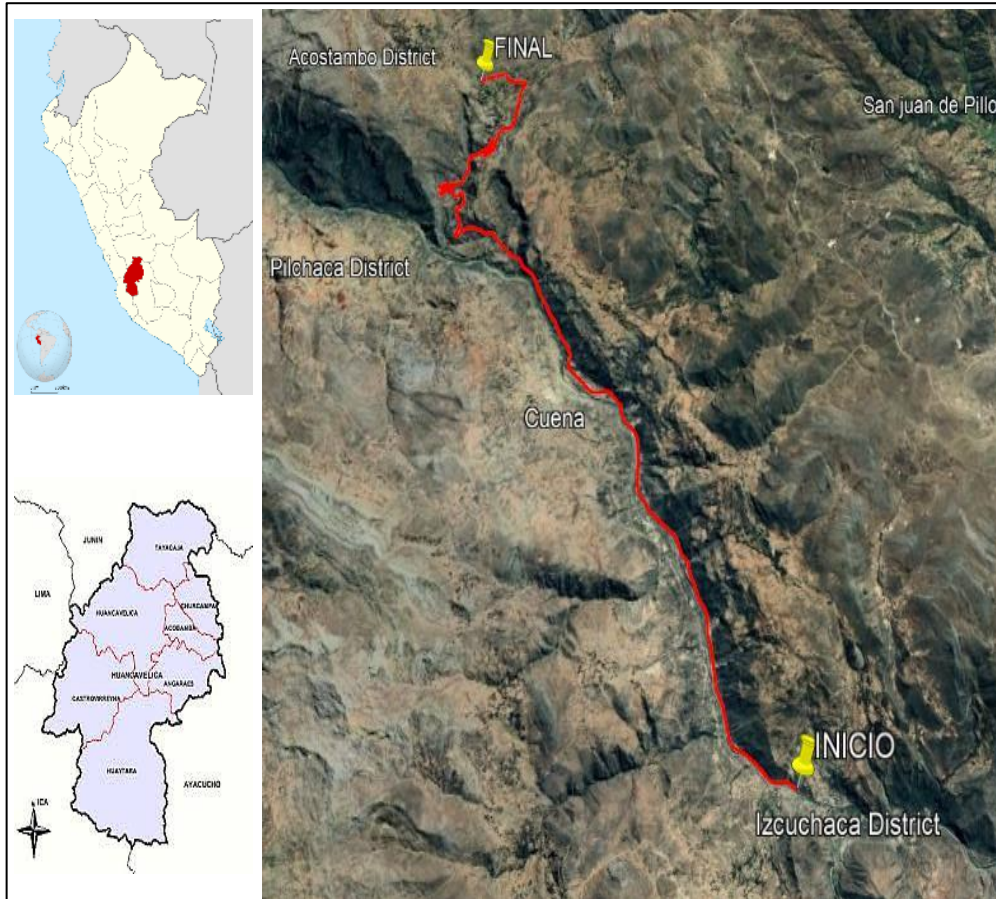 Acostambo District
FINAL
San juan de Pillo
Pilchaca District
Cuena
INICIO
Izcuchaca District
JUNIN
TAYACAJA
LIMA
HUANCAVELICA
CHURCAMPA
ACOBAMBA
HUANCAVELICA
ANGARAES
CASTROVIRREYNA
HUAYTARA
AYACUCHO
ICA